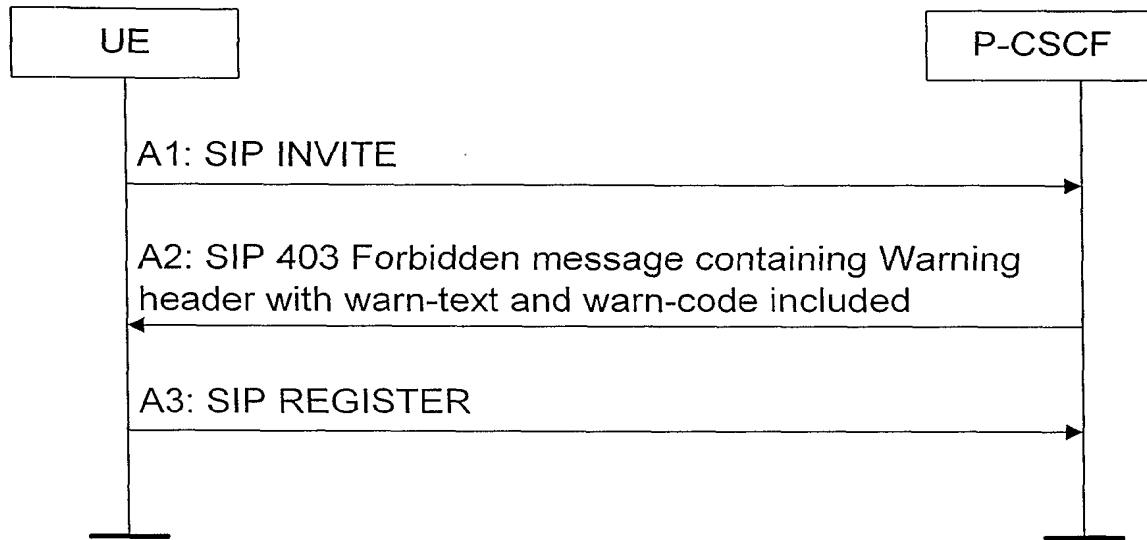 UE
P-CSCF
A1: SIP INVITE
A2: SIP 403 Forbidden message containing Warning
header with warn-text and warn-code included
A3: SIP REGISTER